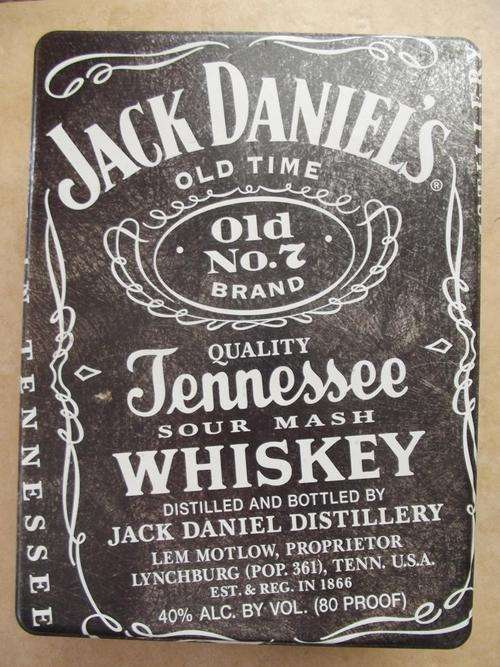 JACK DANIEL'S®
OLD TIME
Old
No.7
BRAND
QUALITY
Tennessee
SOUR MASH
WHISKEY
DISTILLED AND BOTTLED BY
JACK DANIEL DISTILLERY
LEM MOTLOW, PROPRIETOR
LYNCHBURG (POP. 361), TENN. U.S.A.
EST. & REG. IN 1866
40% ALC. BY VOL. (80 PROOF)
TENNESSEE